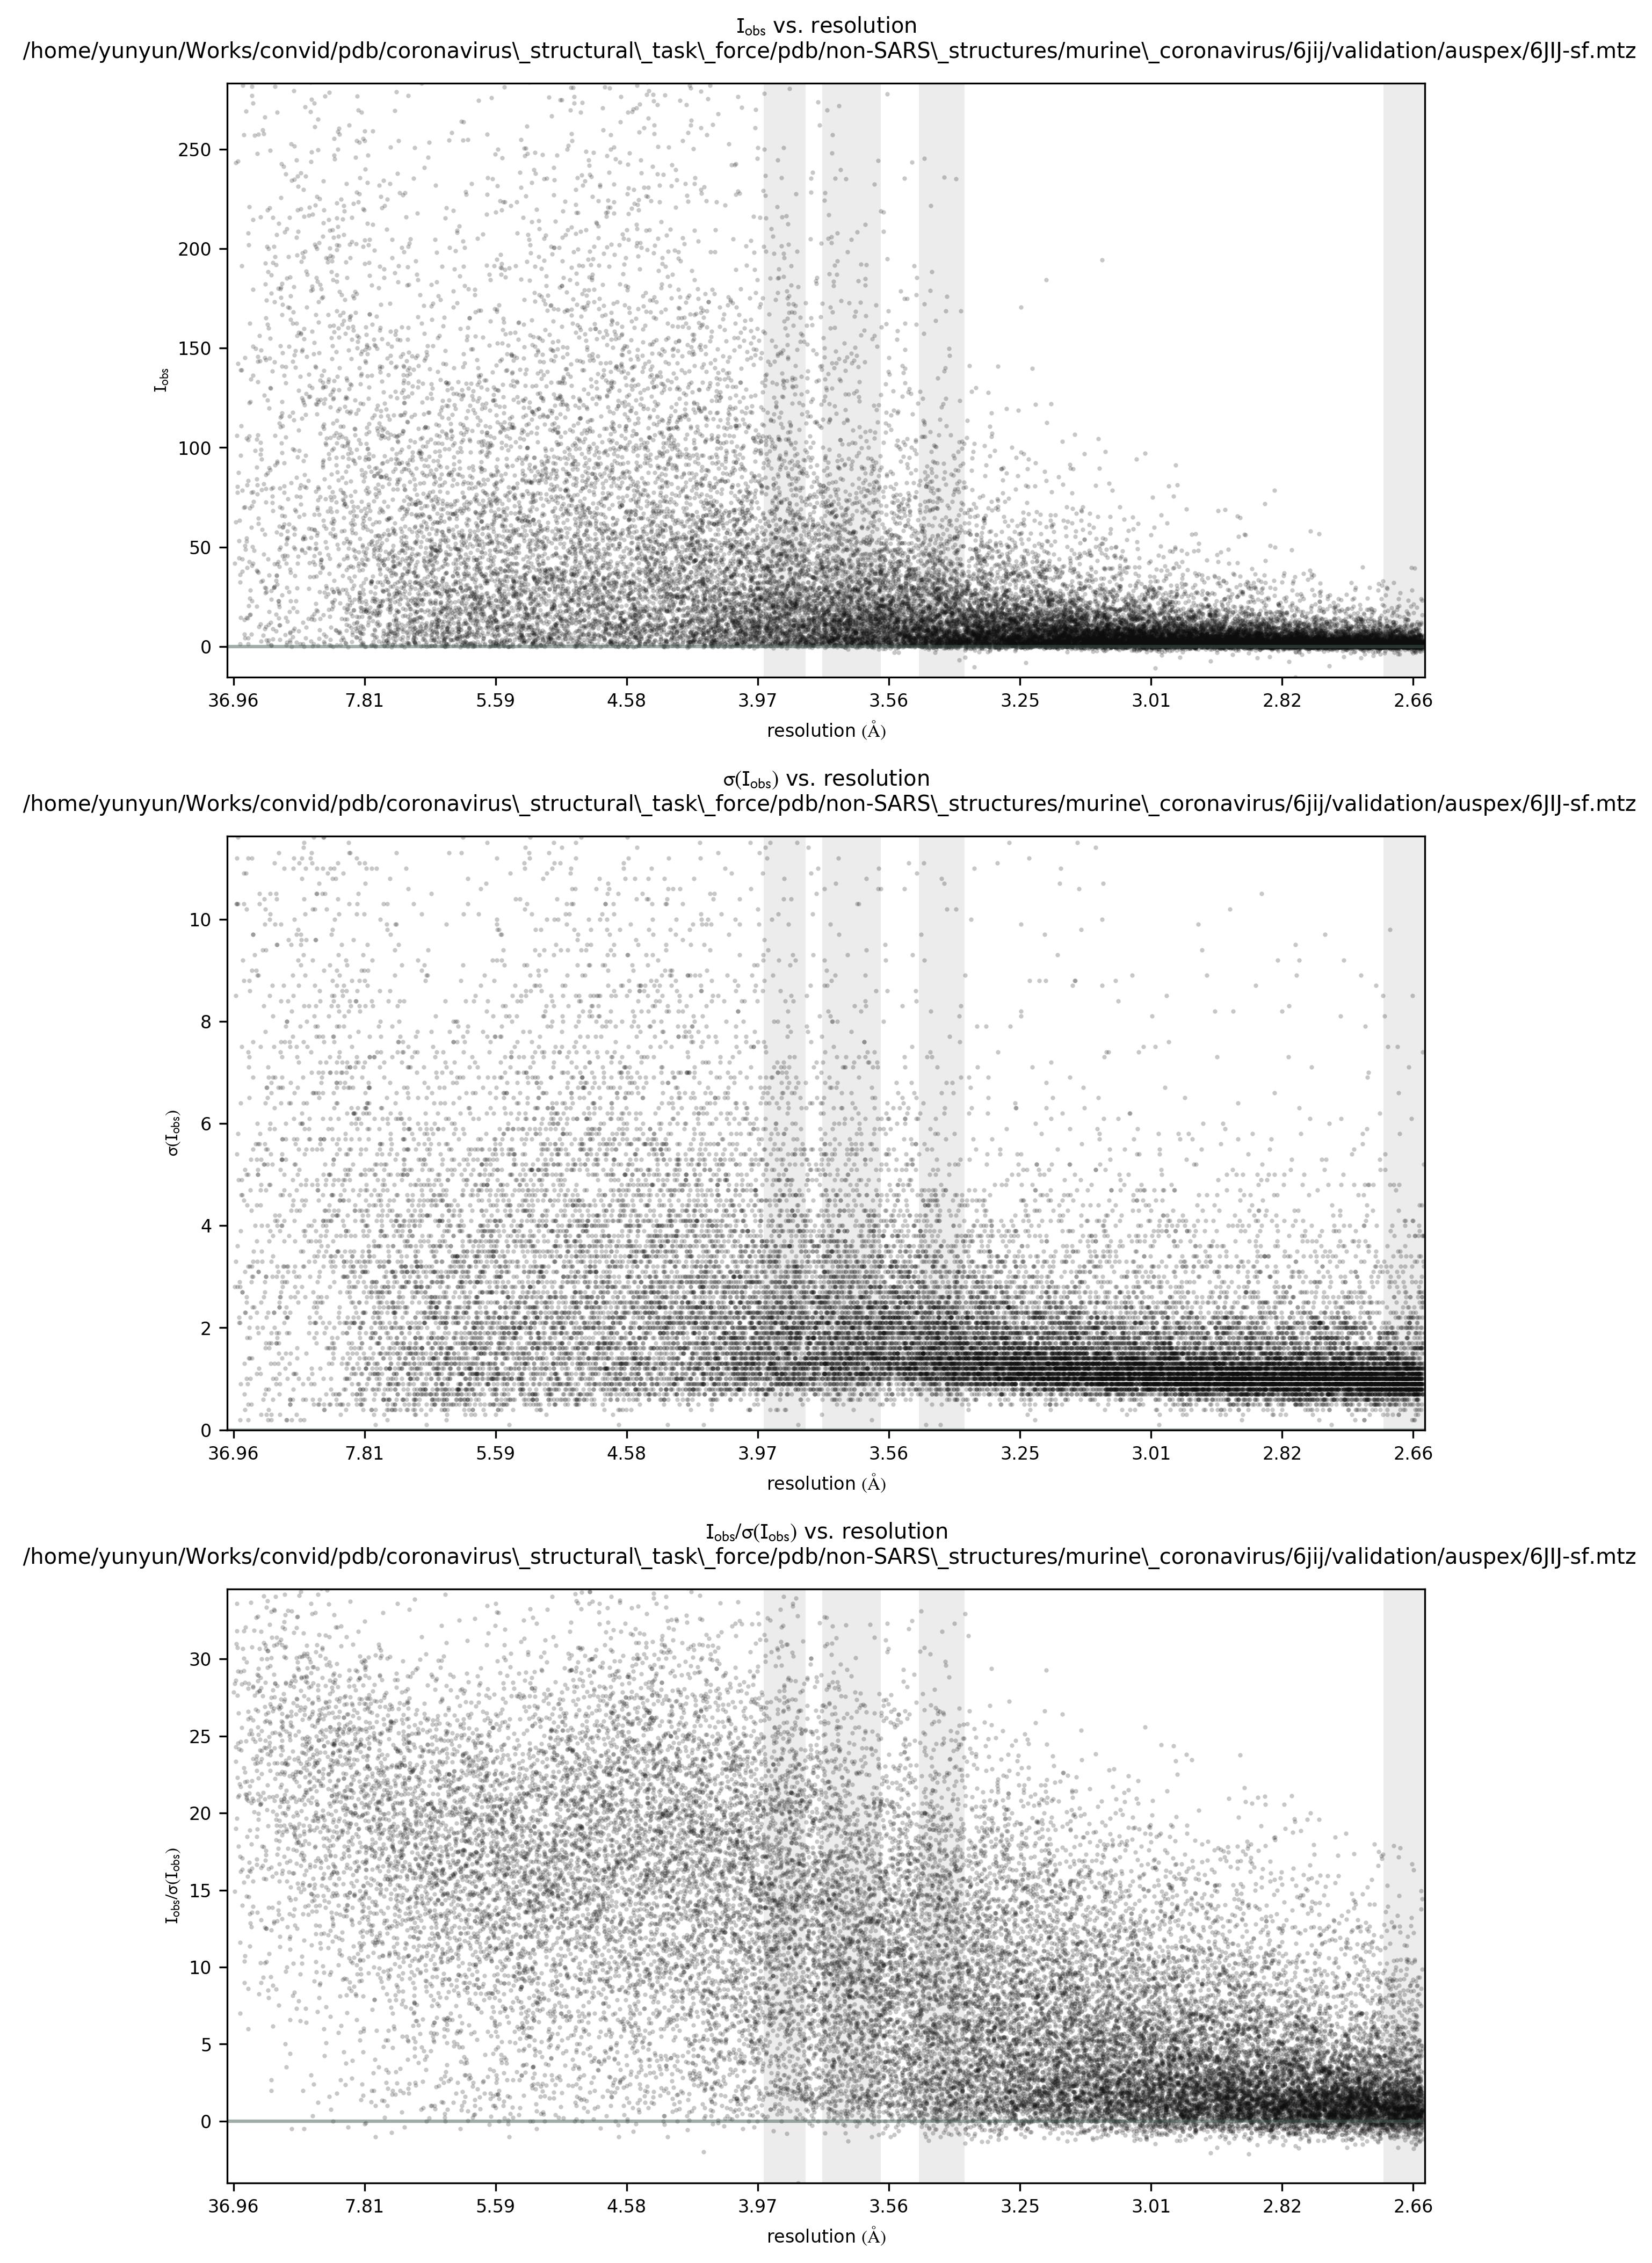 Iobs vs. resolution
/home/yunyun/Works/convid/pdb/coronavirus\_structural\_task\_force/pdb/non-SARS\_structures/murine\_coronavirus/6jij/validation/auspex/6JIJ-sf.mtz
250
200
150
100
50
0
Iobs
36.96 7.81 5.59 4.58 3.97 3.56 3.25 3.01 2.82 2.66
resolution (Å)
σ(Iobs) vs. resolution
/home/yunyun/Works/convid/pdb/coronavirus\_structural\_task\_force/pdb/non-SARS\_structures/murine\_coronavirus/6jij/validation/auspex/6JIJ-sf.mtz
10
8
6
4
2
0
σ(Iobs)
36.96 7.81 5.59 4.58 3.97 3.56 3.25 3.01 2.82 2.66
resolution (Å)
Iobs/σ(Iobs) vs. resolution
/home/yunyun/Works/convid/pdb/coronavirus\_structural\_task\_force/pdb/non-SARS\_structures/murine\_coronavirus/6jij/validation/auspex/6JIJ-sf.mtz
30
25
20
15
10
5
0
Iobs/σ(Iobs)
36.96 7.81 5.59 4.58 3.97 3.56 3.25 3.01 2.82 2.66
resolution (Å)